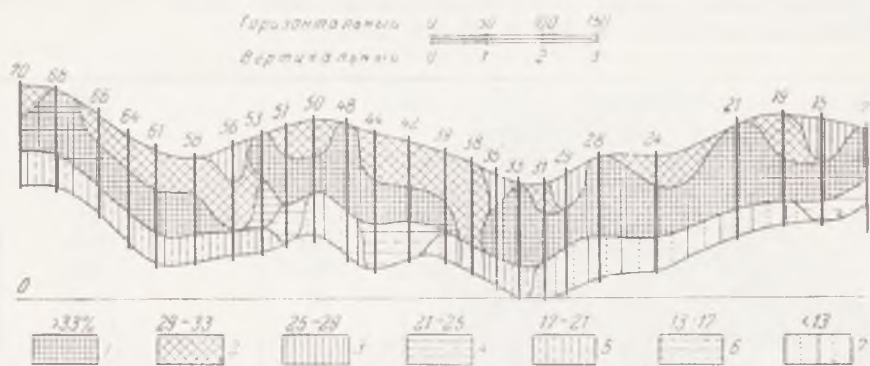 Горизонтальный 0 50 100 150
Вертикальный 0 1 2 3
70 68 66 64 61 58 56 53 51 50 48 44 42 39 38 35 33 31 29 26 24 21 19 15
0
>33% 29-33 25-29 21-25 17-21 13-17 <13
1 2 3 4 5 6 7